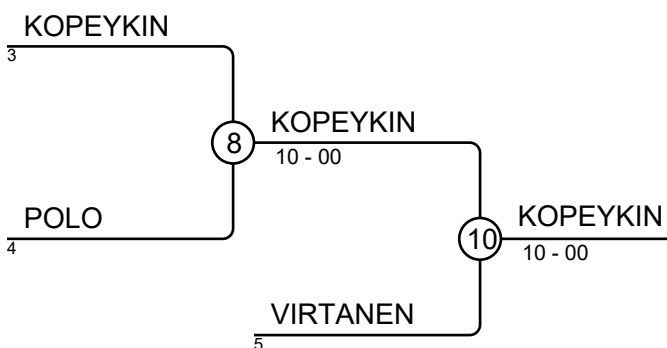 KOPEYKIN
3
8
KOPEYKIN
10 - 00
POLO
4
10
KOPEYKIN
10 - 00
VIRTANEN
5